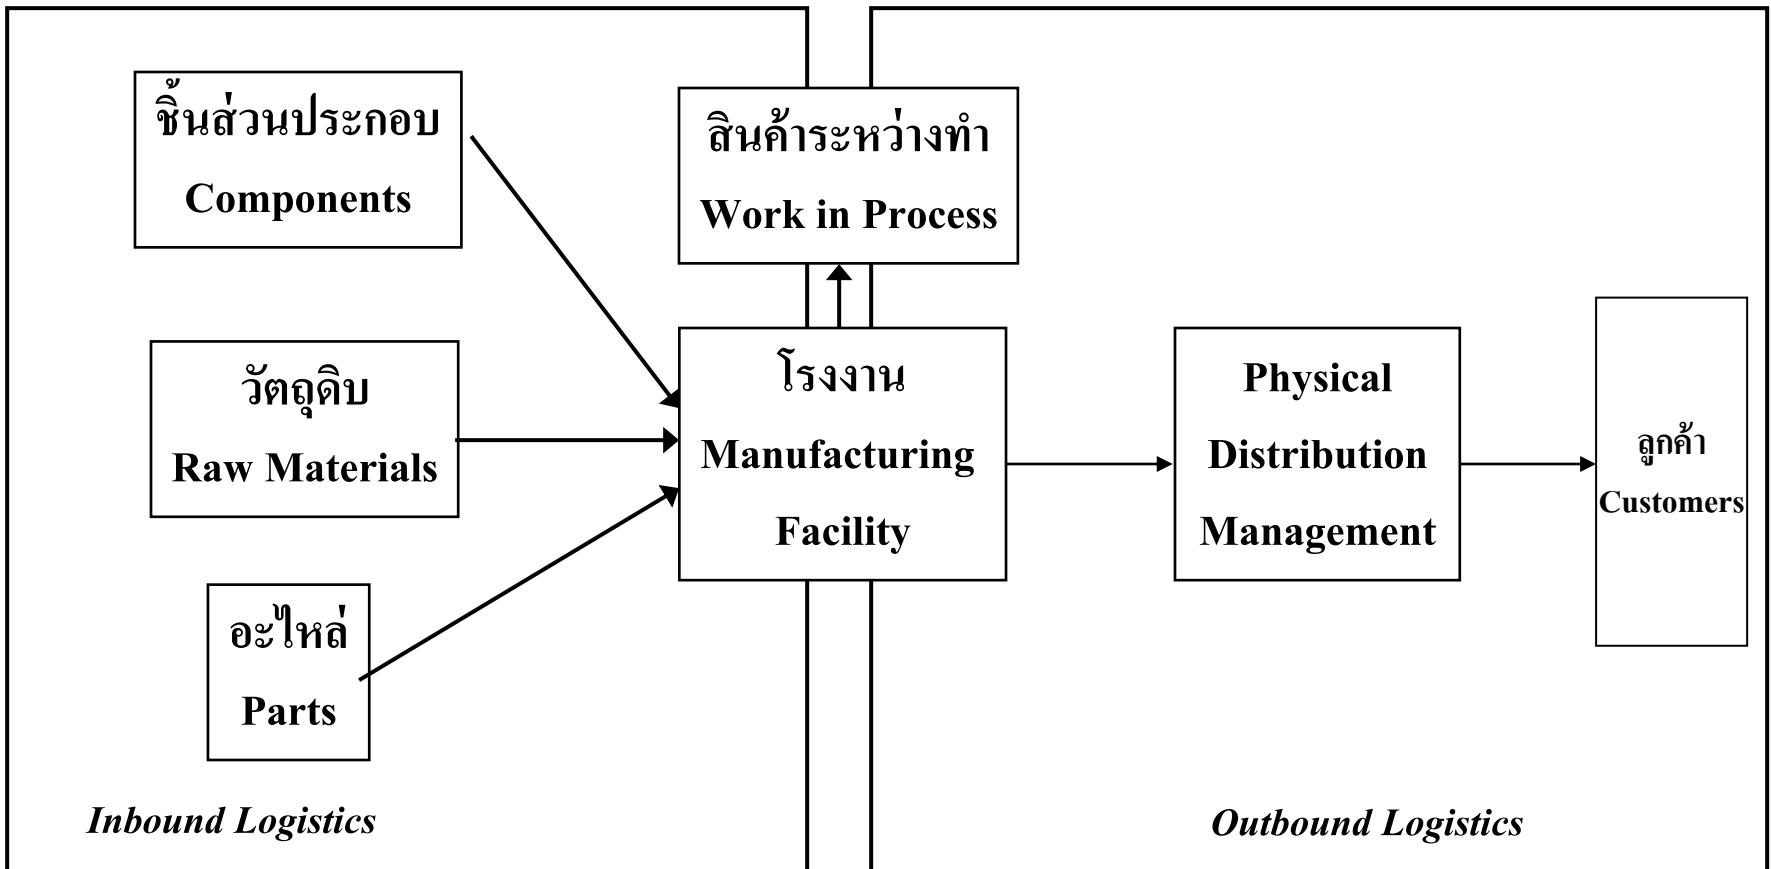 ชิ้นส่วนประกอบ
Components
สินค้าระหว่างทำ
Work in Process
วัตถุดิบ
Raw Materials
โรงงาน
Manufacturing
Facility
Physical
Distribution
Management
ลูกค้า
Customers
อะไหล่
Parts
Inbound Logistics
Outbound Logistics